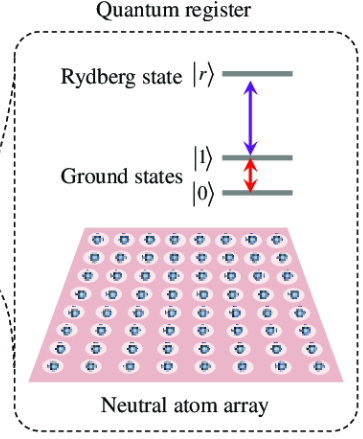 Quantum register
Rydberg state |r⟩
|1⟩
Ground states
|0⟩
Neutral atom array